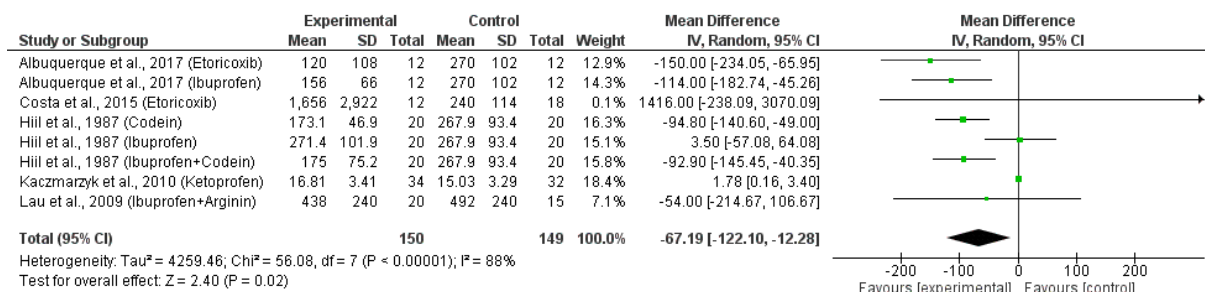 Experimental Control Mean Difference Mean Difference
Study or Subgroup Mean SD Total Mean SD Total Weight IV, Random, 95% CI IV, Random, 95% CI
Albuquerque et al., 2017 (Etoricoxib) 120 108 12 270 102 12 12.9% -150.00 [-234.05, -65.95]
Albuquerque et al., 2017 (Ibuprofen) 156 66 12 270 102 12 14.3% -114.00 [-182.74, -45.26]
Costa et al., 2015 (Etoricoxib) 1,656 2,922 12 240 114 18 0.1% 1416.00 [-238.09, 3070.09]
Hiil et al., 1987 (Codein) 173.1 46.9 20 267.9 93.4 20 16.3% -94.80 [-140.60, -49.00]
Hiil et al., 1987 (Ibuprofen) 271.4 101.9 20 267.9 93.4 20 15.1% 3.50 [-57.08, 64.08]
Hiil et al., 1987 (Ibuprofen+Codein) 175 75.2 20 267.9 93.4 20 15.8% -92.90 [-145.45, -40.35]
Kaczmarzyk et al., 2010 (Ketoprofen) 16.81 3.41 34 15.03 3.29 32 18.4% 1.78 [0.16, 3.40]
Lau et al., 2009 (Ibuprofen+Arginin) 438 240 20 492 240 15 7.1% -54.00 [-214.67, 106.67]
Total (95% CI) 150 149 100.0% -67.19 [-122.10, -12.28]
Heterogeneity: Tau² = 4259.46; Chi² = 56.08, df = 7 (P < 0.00001); I² = 88%
Test for overall effect: Z = 2.40 (P = 0.02)
-200 -100 0 100 200
Favours [experimental] Favours [control]